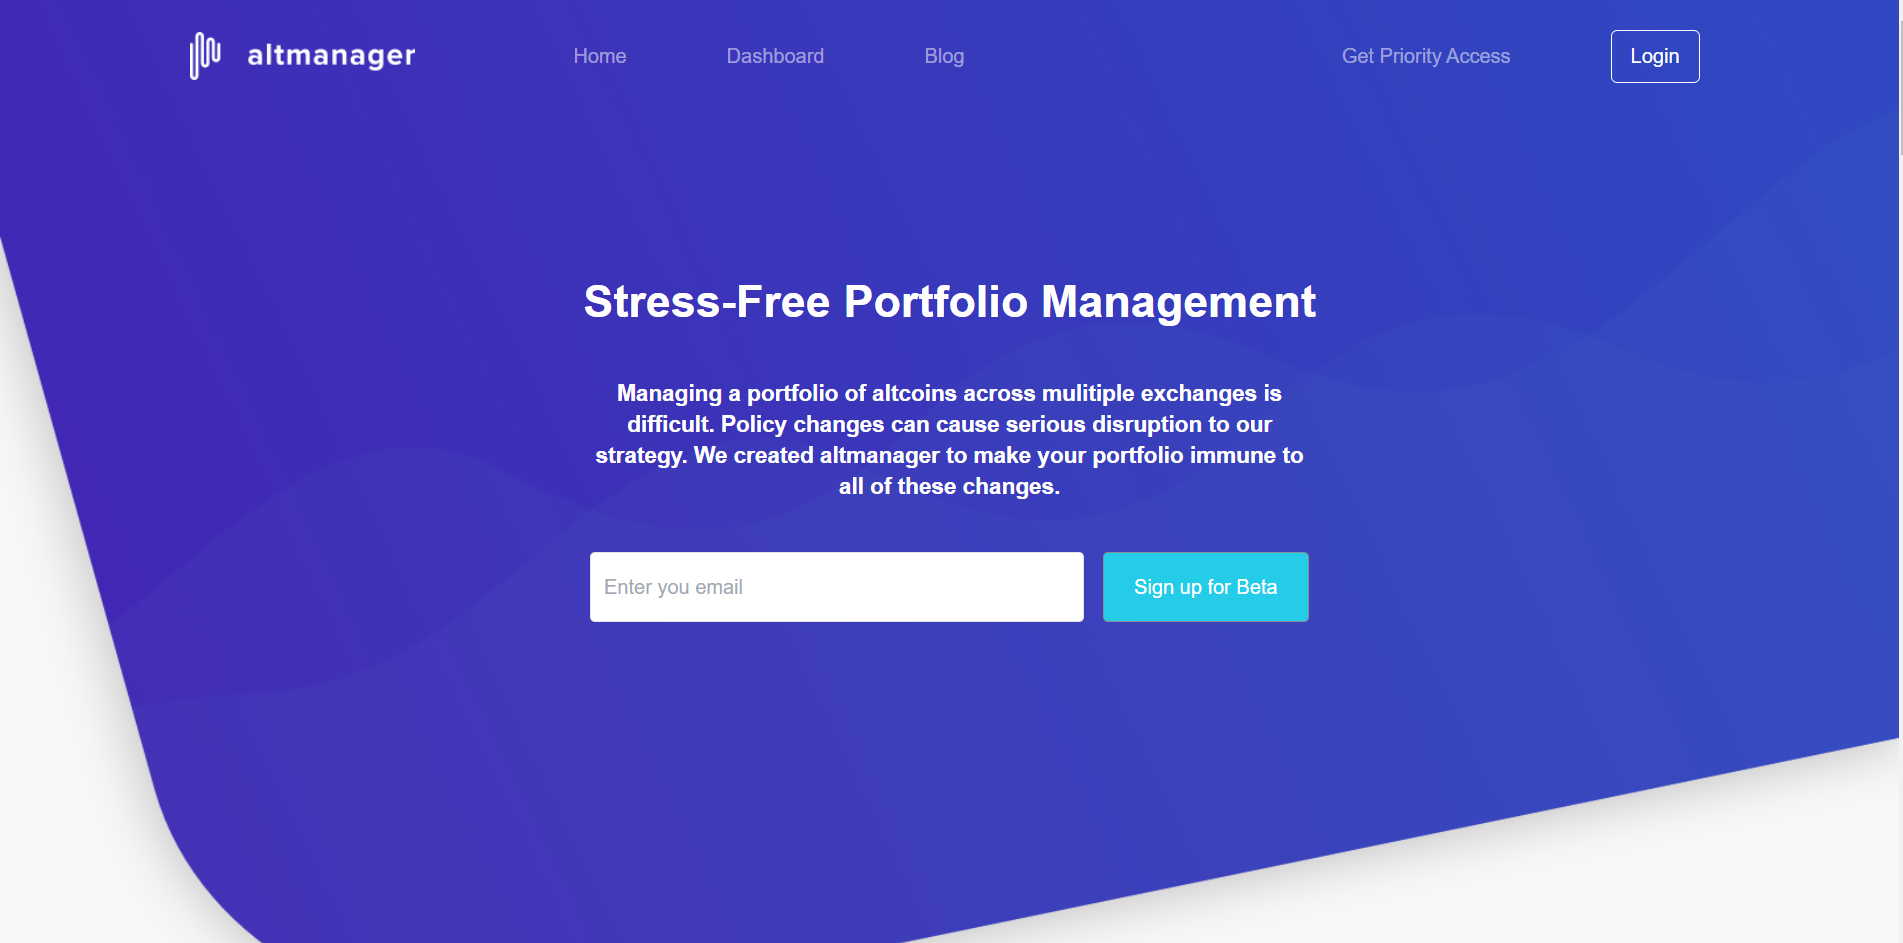 altmanager
Home
Dashboard
Blog
Get Priority Access
Login
Stress-Free Portfolio Management
Managing a portfolio of altcoins across mulitiple exchanges is
difficult. Policy changes can cause serious disruption to our
strategy. We created altmanager to make your portfolio immune to
all of these changes.
Enter you email
Sign up for Beta